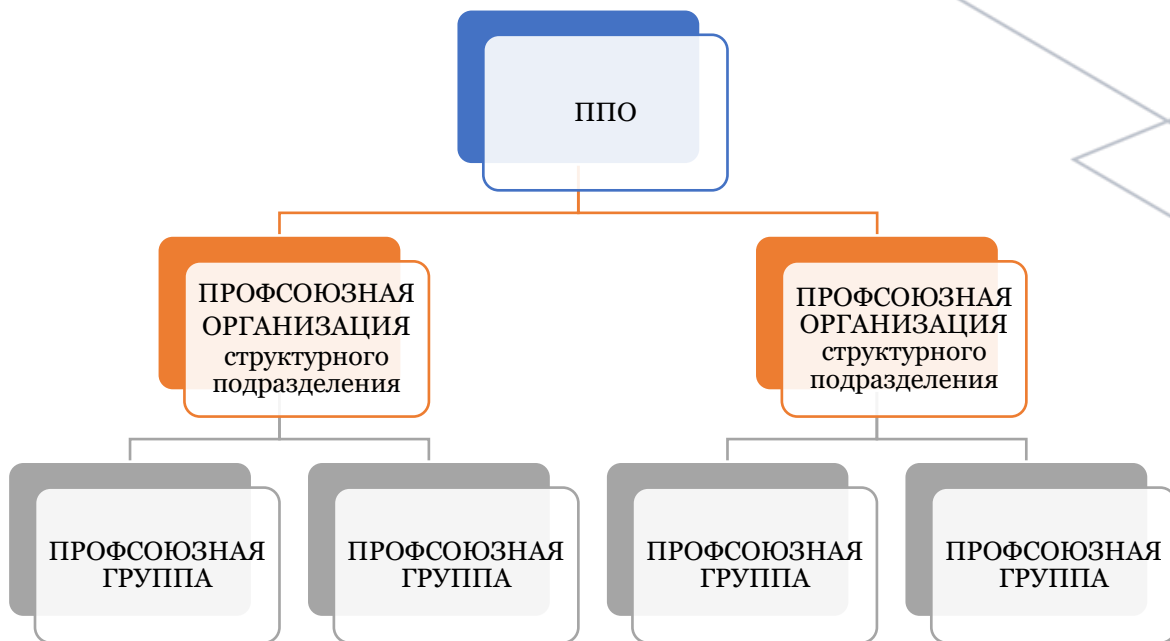 ППО
ПРОФСОЮЗНАЯ
ОРГАНИЗАЦИЯ
структурного
подразделения
ПРОФСОЮЗНАЯ
ОРГАНИЗАЦИЯ
структурного
подразделения
ПРОФСОЮЗНАЯ
ГРУППА
ПРОФСОЮЗНАЯ
ГРУППА
ПРОФСОЮЗНАЯ
ГРУППА
ПРОФСОЮЗНАЯ
ГРУППА